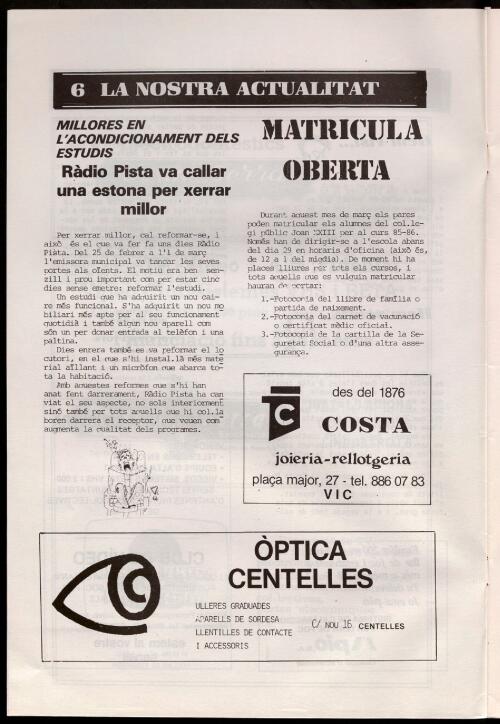 6 LA NOSTRA ACTUALITAT
MILLORES EN
L'ACONDICIONAMENT DELS
ESTUDIS
Ràdio Pista va callar
una estona per xerrar
millor
Per xerrar millor, cal reformar-se, i
això és el que va fer fa uns dies Ràdio
Pista. Del 25 de febrer a l'1 de març
l'emissora municipal va tancar les seves
portes als oients. El motiu era ben sen-
zill i prou important com per estar cinc
dies sense emetre: reformar l'estudi.
Un estudi que ha adquirit un nou cai-
re més funcional. S'ha adquirit un nou mo
biliari més apte per al seu funcionament
quotidià i també algun nou aparell com
són un per donar entrada al telèfon i una
paltina.
Dies enrera també es va reformar el lo
cutori, en el que s'hi instal.là més mate
rial aïllant i un micròfon que abarca to-
ta la habitació.
Amb aquestes reformes que s'hi han
anat fent darrerament, Ràdio Pista ha can
viat el seu aspecte, no sols interiorment
sinó també per tots aquells que hi col.la
boren darrera el receptor, que veuen com
augmenta la qualitat dels programes.
MATRICULA
OBERTA
Durant aquest mes de març els pares
poden matricular els alumnes del col.le-
gi públic Joan XXIII per al curs 85-86.
Només han de dirigir-se a l'escola abans
del dia 29 en horaris d'oficina (això és,
de 12 a 1 del migdia). De moment hi ha
places lliures per tots els cursos, i
tots aquells que es vulguin matricular
hauran de portar:
1.-Fotocopia del llibre de família o
partida de naixement.
2.-Fotocopia del carnet de vacunació
o certificat mèdic oficial.
3.-Fotocopia de la cartilla de la Se-
guretat Social o d'una altra asse-
gurança.
des del 1876
COSTA
joieria-rellotgeria
plaça major, 27 - tel. 886 07 83
VIC
ÒPTICA
CENTELLES
ULLERES GRADUADES
APARELLS DE SORDESA
LLENTILLES DE CONTACTE
I ACCESSORIS
C/ NOU 16 CENTELLES